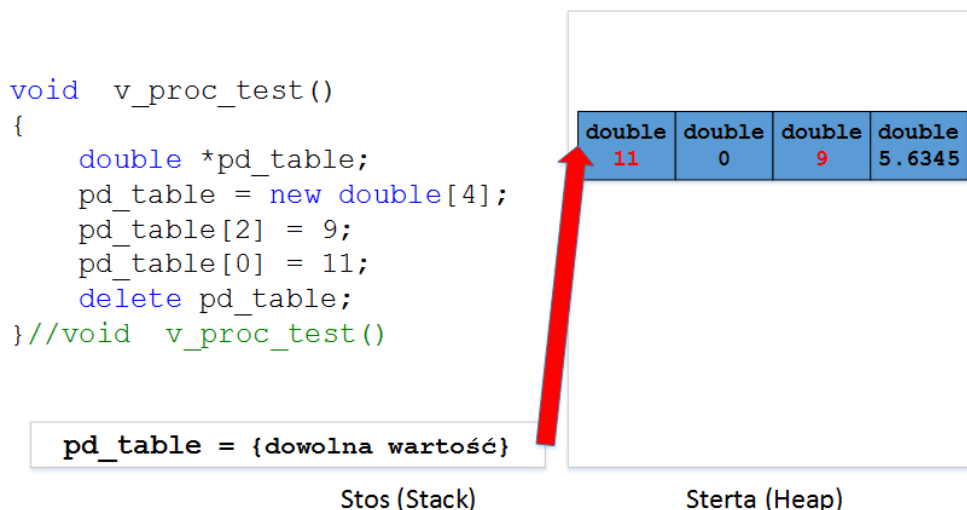 void  v_proc_test()
{
    double *pd_table;
    pd_table = new double[4];
    pd_table[2] = 9;
    pd_table[0] = 11;
    delete pd_table;
}//void  v_proc_test()
double double double double
11 0 9 5.6345
pd_table = {dowolna wartość}
Stos (Stack)
Sterta (Heap)